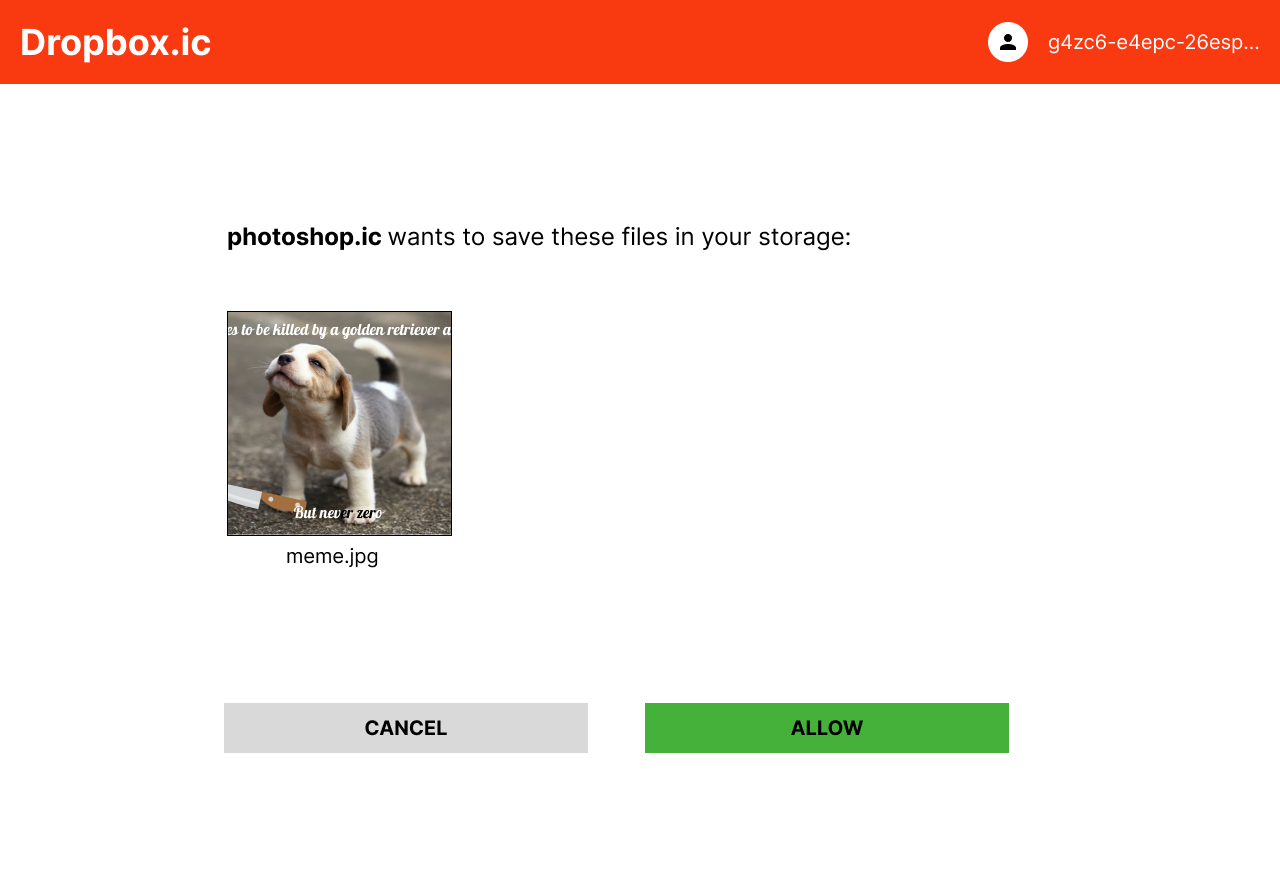 Dropbox.ic
g4zc6-e4epc-26esp...
photoshop.ic wants to save these files in your storage:
es to be killed by a golden retriever a
But never zero
meme.jpg
CANCEL
ALLOW